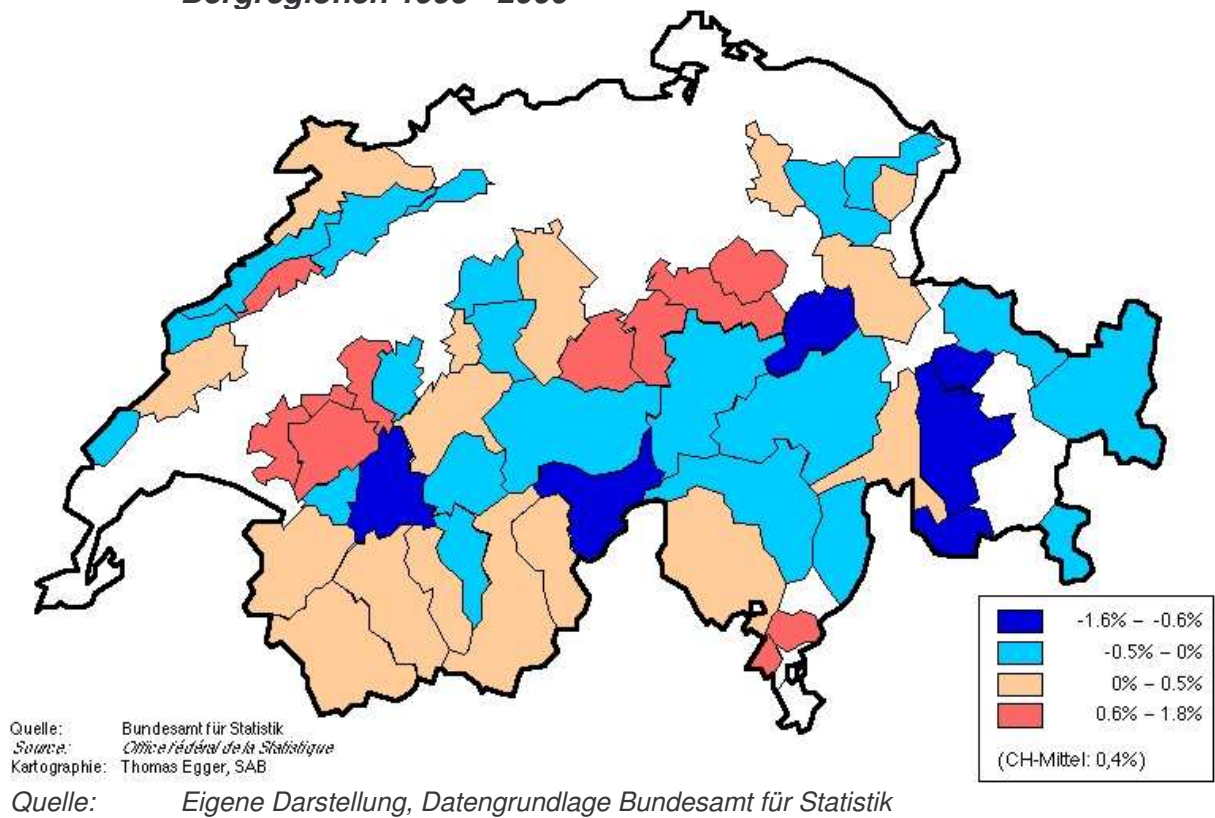 -1.6% – -0.6%
-0.5% – 0%
0% – 0.5%
0.6% – 1.8%
(CH-Mittel: 0,4%)
Quelle: Bundesamt für Statistik
Source: Office fédéral de la Statistique
Kartographie: Thomas Egger, SAB
Quelle: Eigene Darstellung, Datengrundlage Bundesamt für Statistik